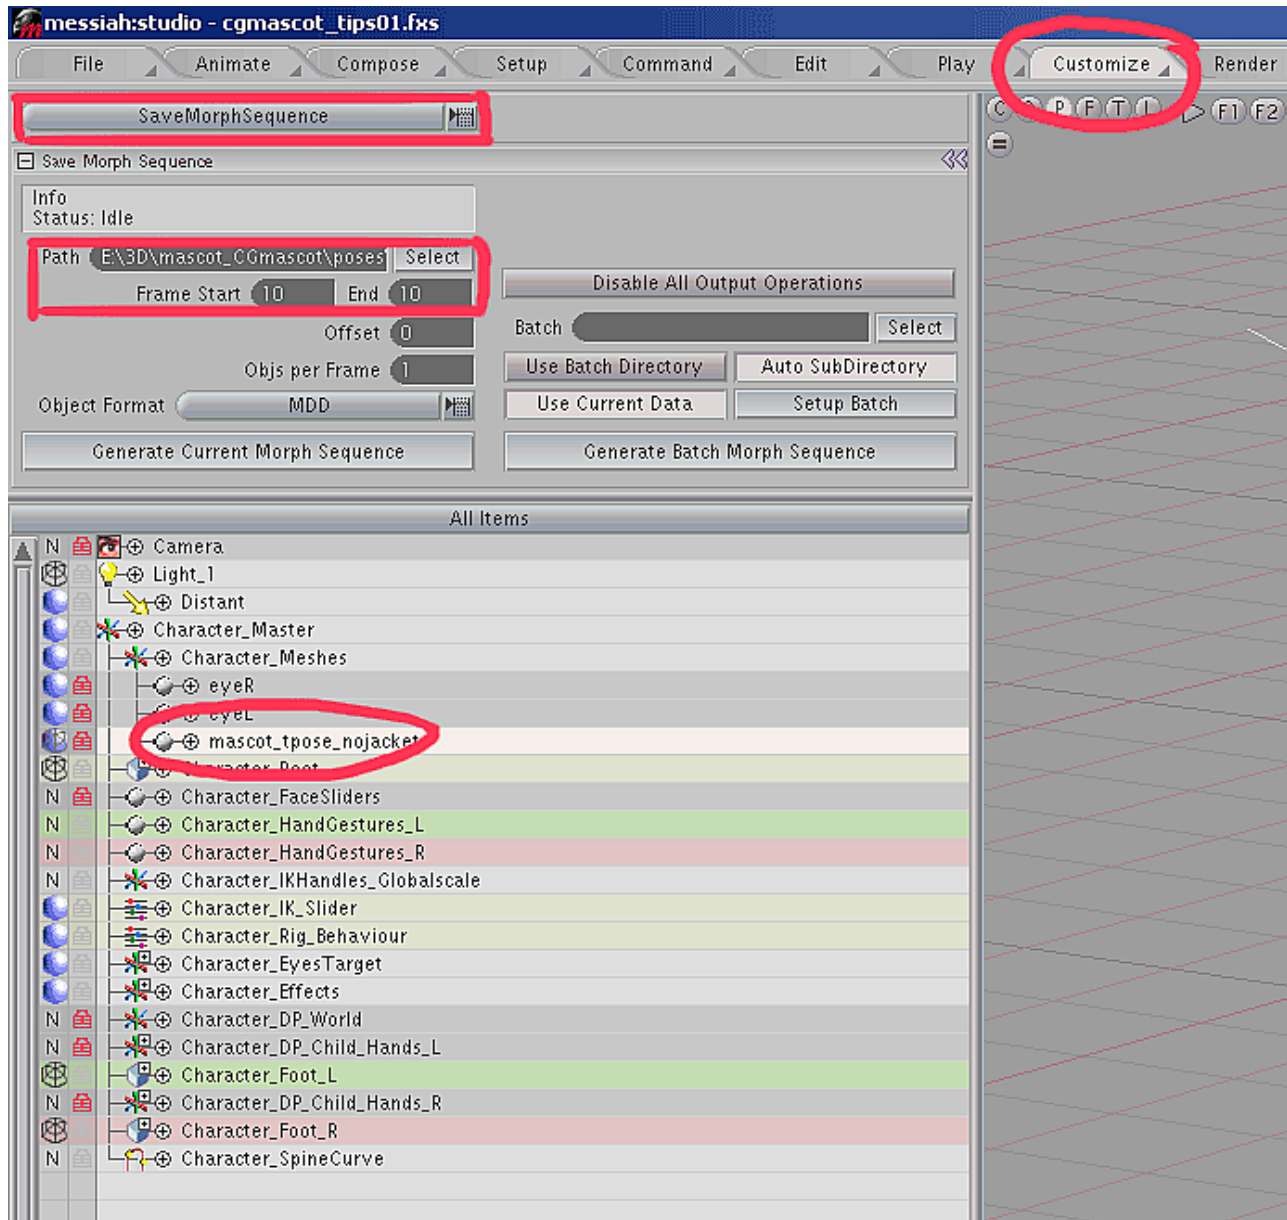 messiah:studio - cgmascot_tips01.fxs
File Animate Compose Setup Command Edit Play Customize Render
SaveMorphSequence
C P F T L F1 F2
Save Morph Sequence
Info
Status: Idle
Path E:\3D\mascot_CGmascot\poses Select
Disable All Output Operations
Frame Start 10 End 10
Offset 0
Batch Select
Objs per Frame 1
Use Batch Directory Auto SubDirectory
Object Format MDD
Use Current Data Setup Batch
Generate Current Morph Sequence
Generate Batch Morph Sequence
All Items
N Camera
Light_1
Distant
Character_Master
Character_Meshes
eyeR
eyeL
mascot_tpose_nojacket
N Character_FaceSliders
N Character_HandGestures_L
N Character_HandGestures_R
N Character_IKHandles_Globalscale
Character_IK_Slider
Character_Rig_Behaviour
Character_EyesTarget
Character_Effects
N Character_DP_World
N Character_DP_Child_Hands_L
Character_Foot_L
N Character_DP_Child_Hands_R
Character_Foot_R
N Character_SpineCurve